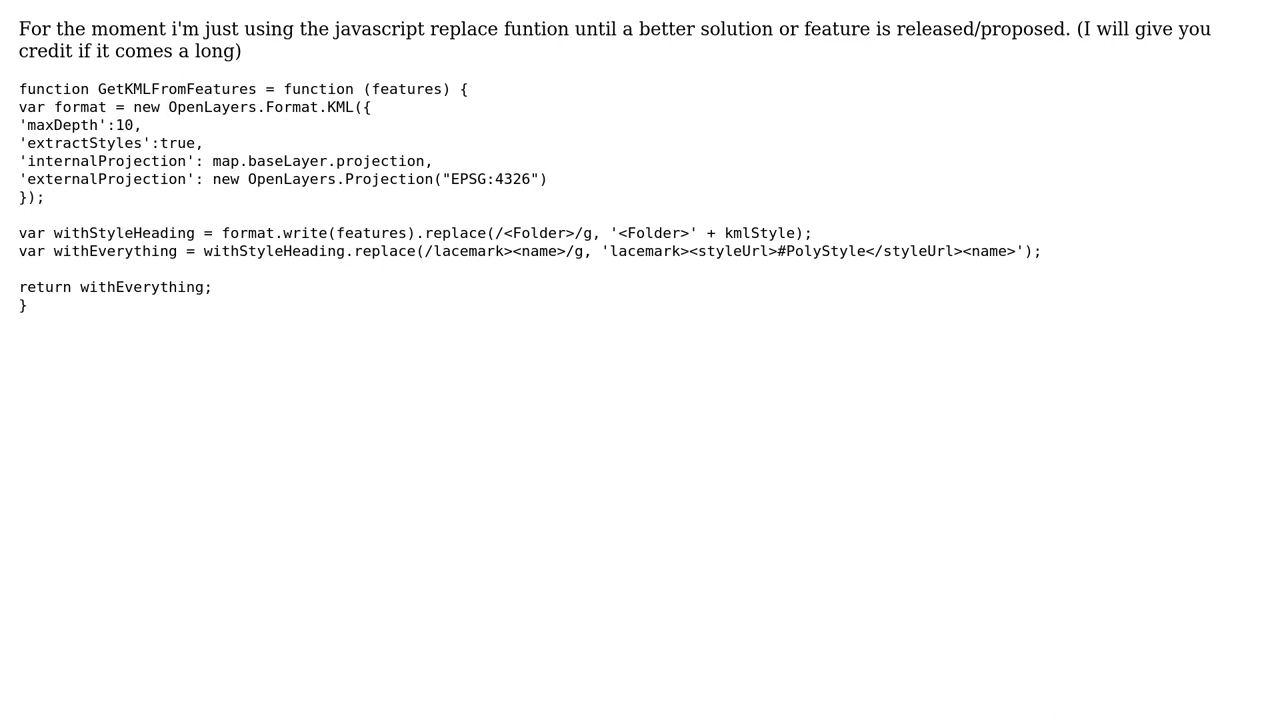 For the moment i'm just using the javascript replace funtion until a better solution or feature is released/proposed. (I will give you
credit if it comes a long)
function GetKMLFromFeatures = function (features) {
var format = new OpenLayers.Format.KML({
'maxDepth':10,
'extractStyles':true,
'internalProjection': map.baseLayer.projection,
'externalProjection': new OpenLayers.Projection("EPSG:4326")
});
var withStyleHeading = format.write(features).replace(/<Folder>/g, '<Folder>' + kmlStyle);
var withEverything = withStyleHeading.replace(/lacemark><name>/g, 'lacemark><styleUrl>#PolyStyle</styleUrl><name>');
return withEverything;
}